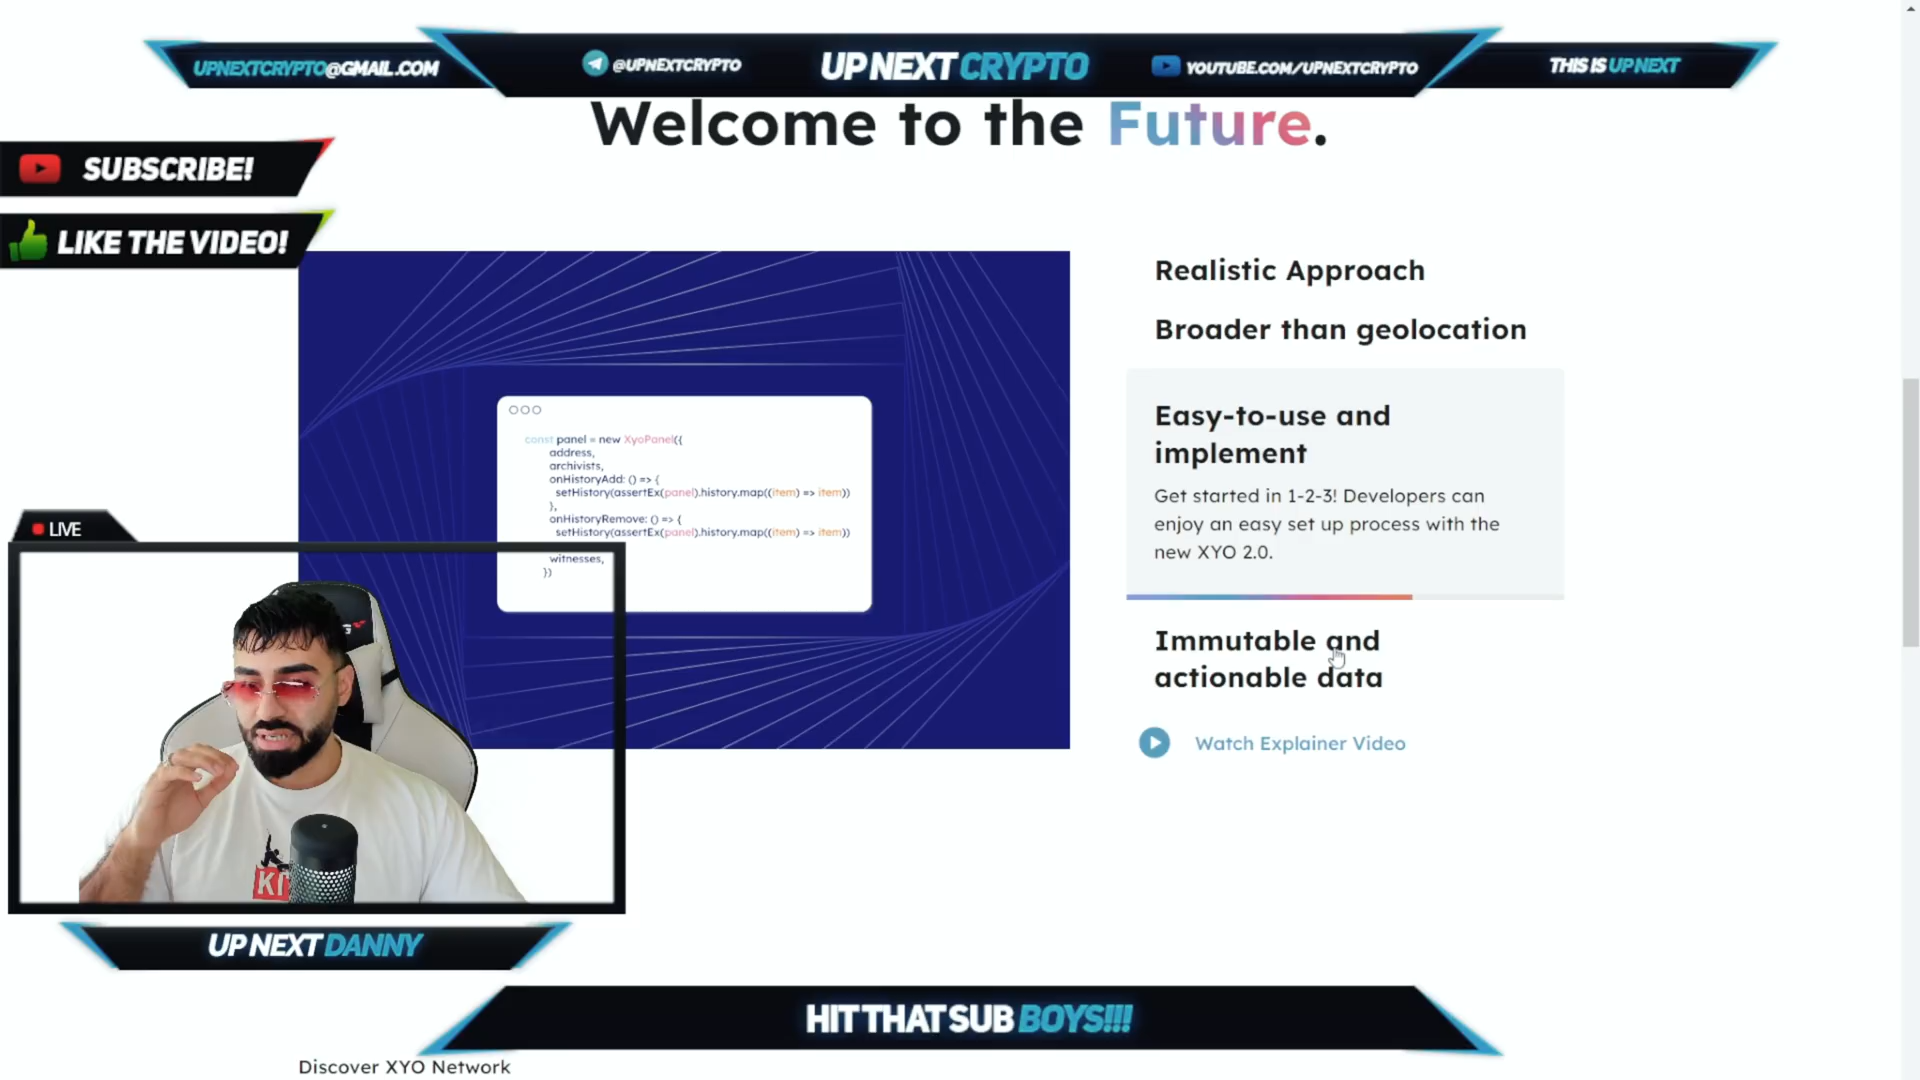 UPNEXTCRYPTO@GMAIL.COM
@UPNEXTCRYPTO
UP NEXT CRYPTO
YOUTUBE.COM/UPNEXTCRYPTO
THIS IS UP NEXT
Welcome to the Future.
SUBSCRIBE!
LIKE THE VIDEO!
const panel = new XyoPanel({
address,
archivists,
onHistoryAdd: () => {
setHistory(assertEx(panel).history.map((item) => item))
},
onHistoryRemove: () => {
setHistory(assertEx(panel).history.map((item) => item))
witnesses,
})
Realistic Approach
Broader than geolocation
Easy-to-use and
implement
Get started in 1-2-3! Developers can
enjoy an easy set up process with the
new XYO 2.0.
Immutable and
actionable data
Watch Explainer Video
LIVE
UP NEXT DANNY
HIT THAT SUB BOYS!!!
Discover XYO Network